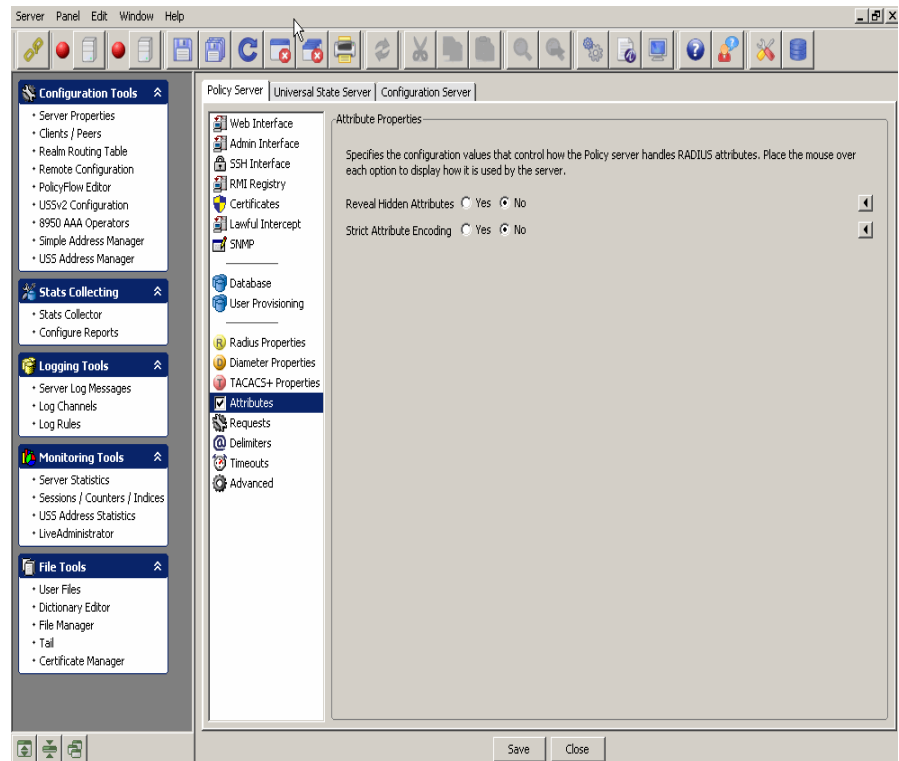 Server Panel Edit Window Help
Configuration Tools
• Server Properties
• Clients / Peers
• Realm Routing Table
• Remote Configuration
• PolicyFlow Editor
• USSv2 Configuration
• 8950 AAA Operators
• Simple Address Manager
• USS Address Manager
Stats Collecting
• Stats Collector
• Configure Reports
Logging Tools
• Server Log Messages
• Log Channels
• Log Rules
Monitoring Tools
• Server Statistics
• Sessions / Counters / Indices
• USS Address Statistics
• LiveAdministrator
File Tools
• User Files
• Dictionary Editor
• File Manager
• Tail
• Certificate Manager
Policy Server Universal State Server Configuration Server
Web Interface
Admin Interface
SSH Interface
RMI Registry
Certificates
Lawful Intercept
SNMP
Database
User Provisioning
R Radius Properties
D Diameter Properties
T TACACS+ Properties
Attributes
Requests
@ Delimiters
Timeouts
Advanced
Attribute Properties
Specifies the configuration values that control how the Policy server handles RADIUS attributes. Place the mouse over
each option to display how it is used by the server.
Reveal Hidden Attributes Yes No
Strict Attribute Encoding Yes No
Save Close